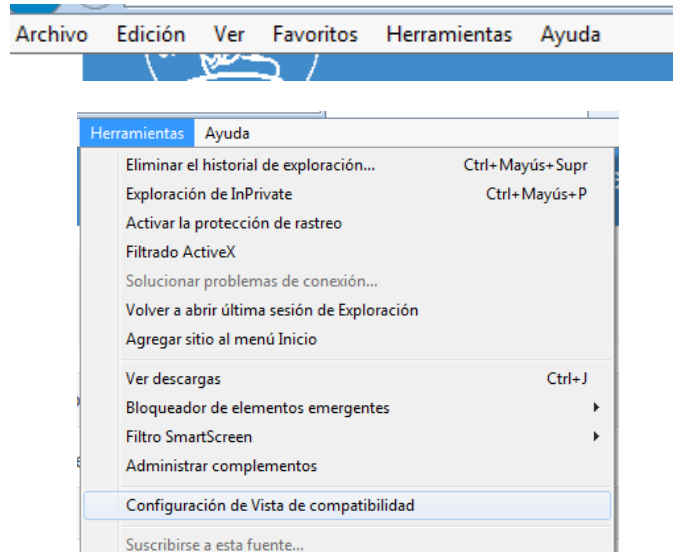 Archivo Edición Ver Favoritos Herramientas Ayuda
Herramientas Ayuda
Eliminar el historial de exploración... Ctrl+Mayús+Supr
Exploración de InPrivate Ctrl+Mayús+P
Activar la protección de rastreo
Filtrado ActiveX
Solucionar problemas de conexión...
Volver a abrir última sesión de Exploración
Agregar sitio al menú Inicio
Ver descargas Ctrl+J
Bloqueador de elementos emergentes
Filtro SmartScreen
Administrar complementos
Configuración de Vista de compatibilidad
Suscribirse a esta fuente...